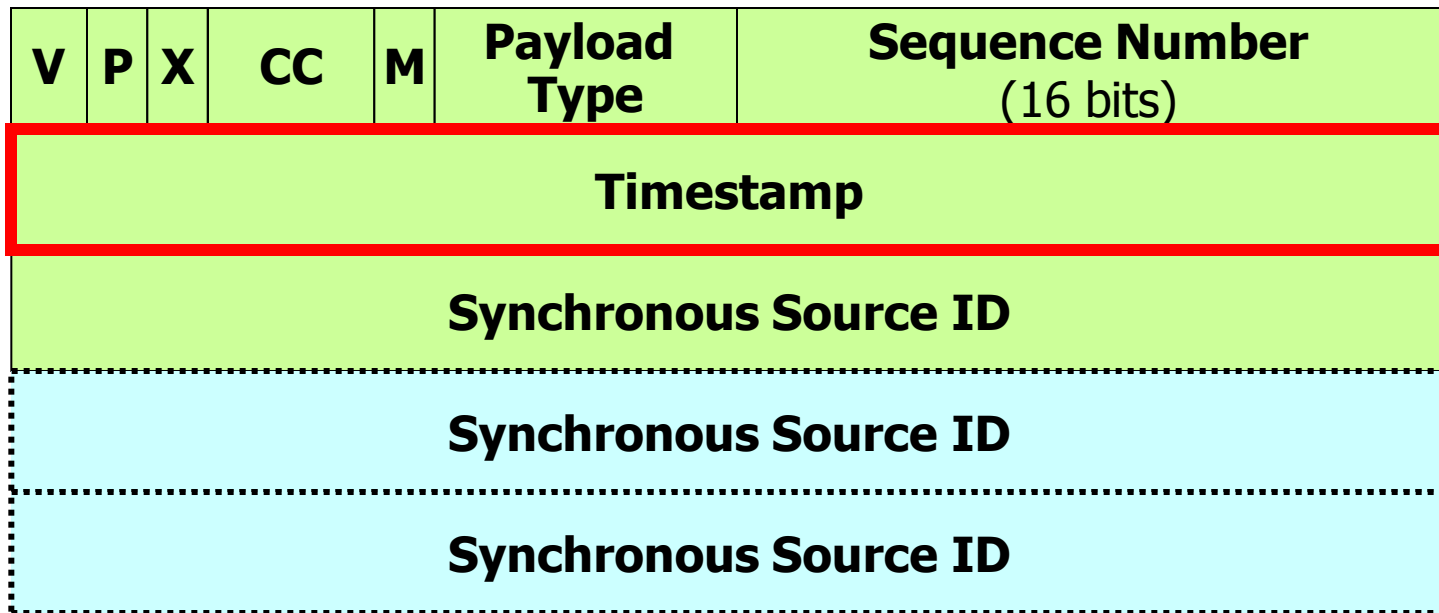 V P X CC M Payload Type Sequence Number (16 bits)
Timestamp
Synchronous Source ID
Synchronous Source ID
Synchronous Source ID